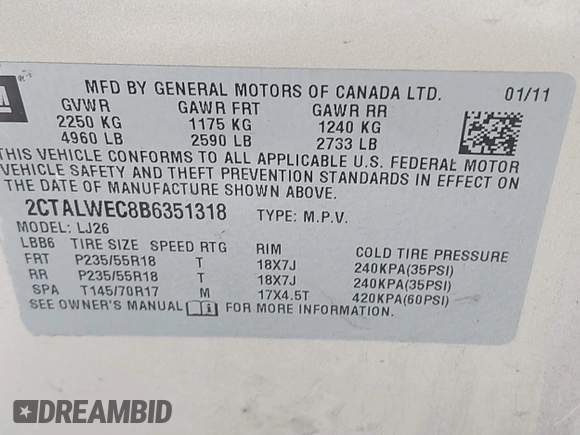 GM
MFD BY GENERAL MOTORS OF CANADA LTD. 01/11
GVWR GAWR FRT GAWR RR
2250 KG 1175 KG 1240 KG
4960 LB 2590 LB 2733 LB
THIS VEHICLE CONFORMS TO ALL APPLICABLE U.S. FEDERAL MOTOR
VEHICLE SAFETY AND THEFT PREVENTION STANDARDS IN EFFECT ON
THE DATE OF MANUFACTURE SHOWN ABOVE.
2CTALWEC8B6351318 TYPE: M.P.V.
MODEL: LJ26
LBB6 TIRE SIZE SPEED RTG RIM COLD TIRE PRESSURE
FRT P235/55R18 T 18X7J 240KPA(35PSI)
RR P235/55R18 T 18X7J 240KPA(35PSI)
SPA T145/70R17 M 17X4.5T 420KPA(60PSI)
SEE OWNER'S MANUAL FOR MORE INFORMATION.
DREAMBID